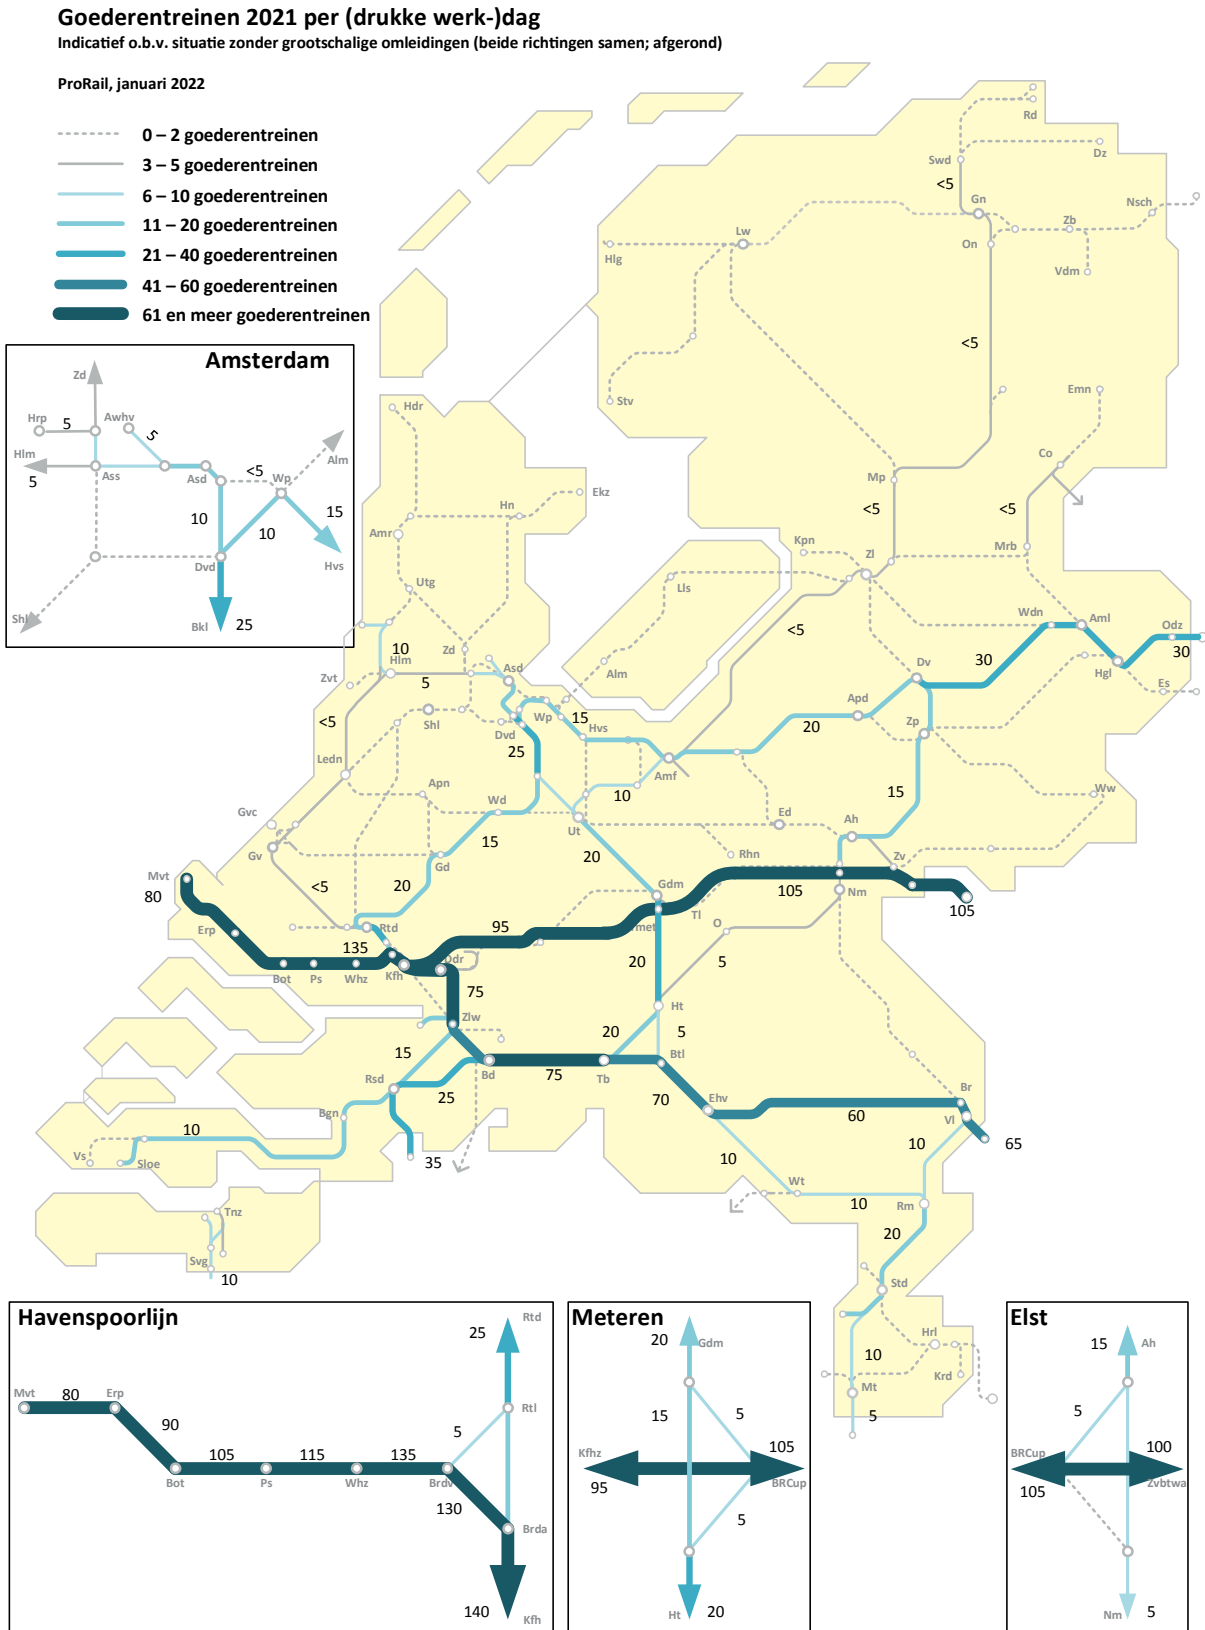 Goederentreinen 2021 per (drukke werk-)dag
Indicatief o.b.v. situatie zonder grootschalige omleidingen (beide richtingen samen; afgerond)
ProRail, januari 2022
0 – 2 goederentreinen
3 – 5 goederentreinen
6 – 10 goederentreinen
11 – 20 goederentreinen
21 – 40 goederentreinen
41 – 60 goederentreinen
61 en meer goederentreinen
Rd
Dz
Swd
<5
Gn
Nsch
Zb
On
Vdm
Lw
Hlg
Stv
<5
Emn
Co
Mp
<5
<5
Mrb
Kpn
Zl
Amsterdam
Zd
Hrp
5
Awhv
5
Hlm
5
Ass
Asd
<5
Wp
Alm
10
10
15
Dvd
Hvs
Shl
Bkl
25
Hdr
Ekz
Hn
Amr
Utg
Lls
Alm
<5
Wdn
Aml
Odz
30
30
Hgl
Es
Dv
Apd
20
Zp
10
Hlm
Zd
5
Asd
Zvt
<5
Shl
Wp
15
Dvd
Hvs
25
Ledn
Amf
Apn
Wd
10
15
Ww
Gvc
Gv
Gd
15
Ut
Ed
Ah
20
Rhn
Zv
Mvt
80
<5
20
Gdm
105
Nm
105
Erp
Rtd
95
Tl
rmet
O
135
Bot
Ps
Whz
Kfh
Ddr
20
5
75
Ht
Zlw
20
5
15
Btl
Rsd
25
Bd
75
Tb
70
Ehv
60
Br
Vl
Bgn
10
Vs
Sloe
35
10
65
10
Wt
10
Rm
20
Tnz
Svg
10
Std
Hrl
10
Krd
Mt
5
Havenspoorlijn
Rtd
25
Mvt
80
Erp
90
Rtl
5
105
115
135
Bot
Ps
Whz
Brdv
130
Brda
140
Kfh
Meteren
20
Gdm
15
5
Kfhz
105
95
BRCup
5
Ht
20
Elst
15
Ah
5
BRCup
100
105
Zvbtwa
Nm
5